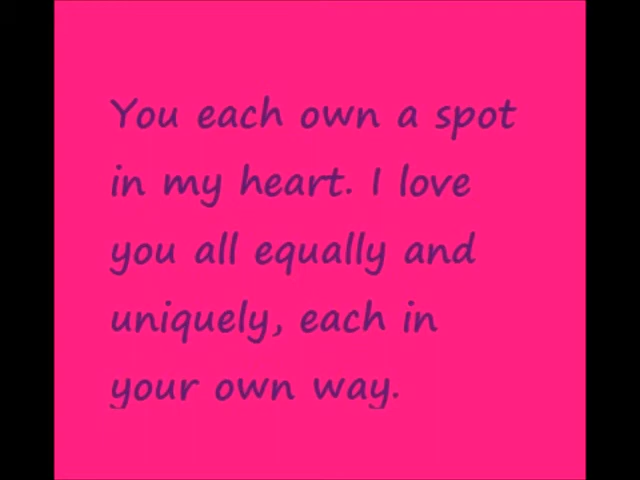 You each own a spot
in my heart. I love
you all equally and
uniquely, each in
your own way.